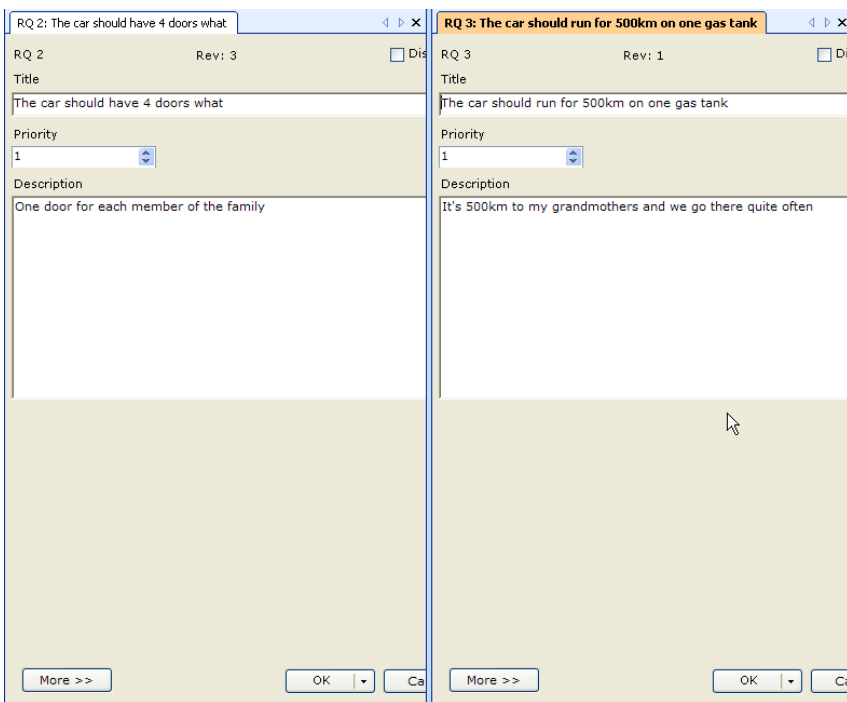 RQ 2: The car should have 4 doors what
RQ 2 Rev: 3
Title
The car should have 4 doors what
Priority
1
Description
One door for each member of the family
More >> OK
RQ 3: The car should run for 500km on one gas tank
RQ 3 Rev: 1
Title
The car should run for 500km on one gas tank
Priority
1
Description
It's 500km to my grandmothers and we go there quite often
More >> OK